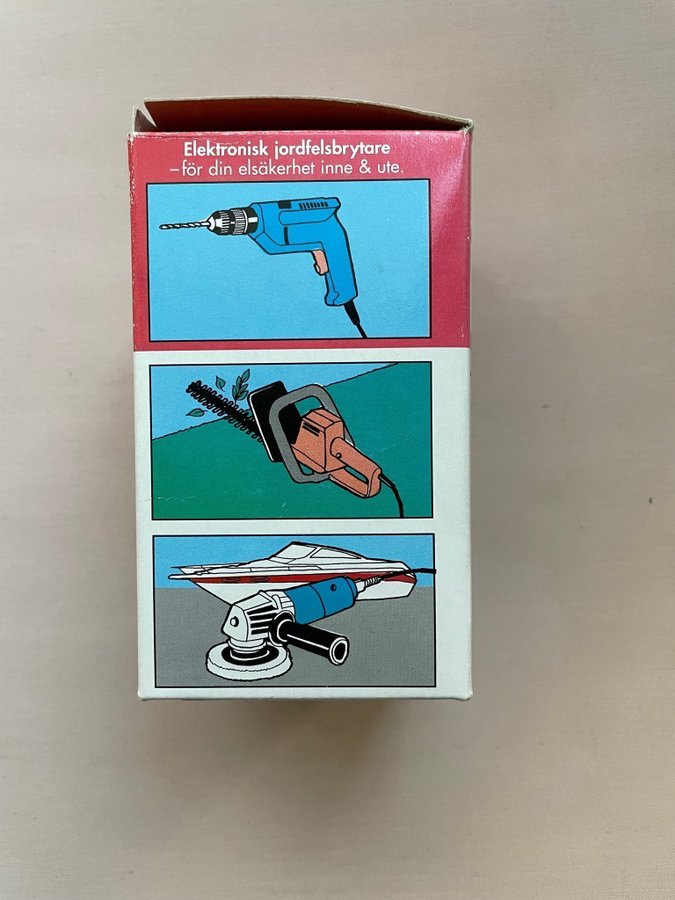 Elektronisk jordfelsbrytare
–för din elsäkerhet inne & ute.